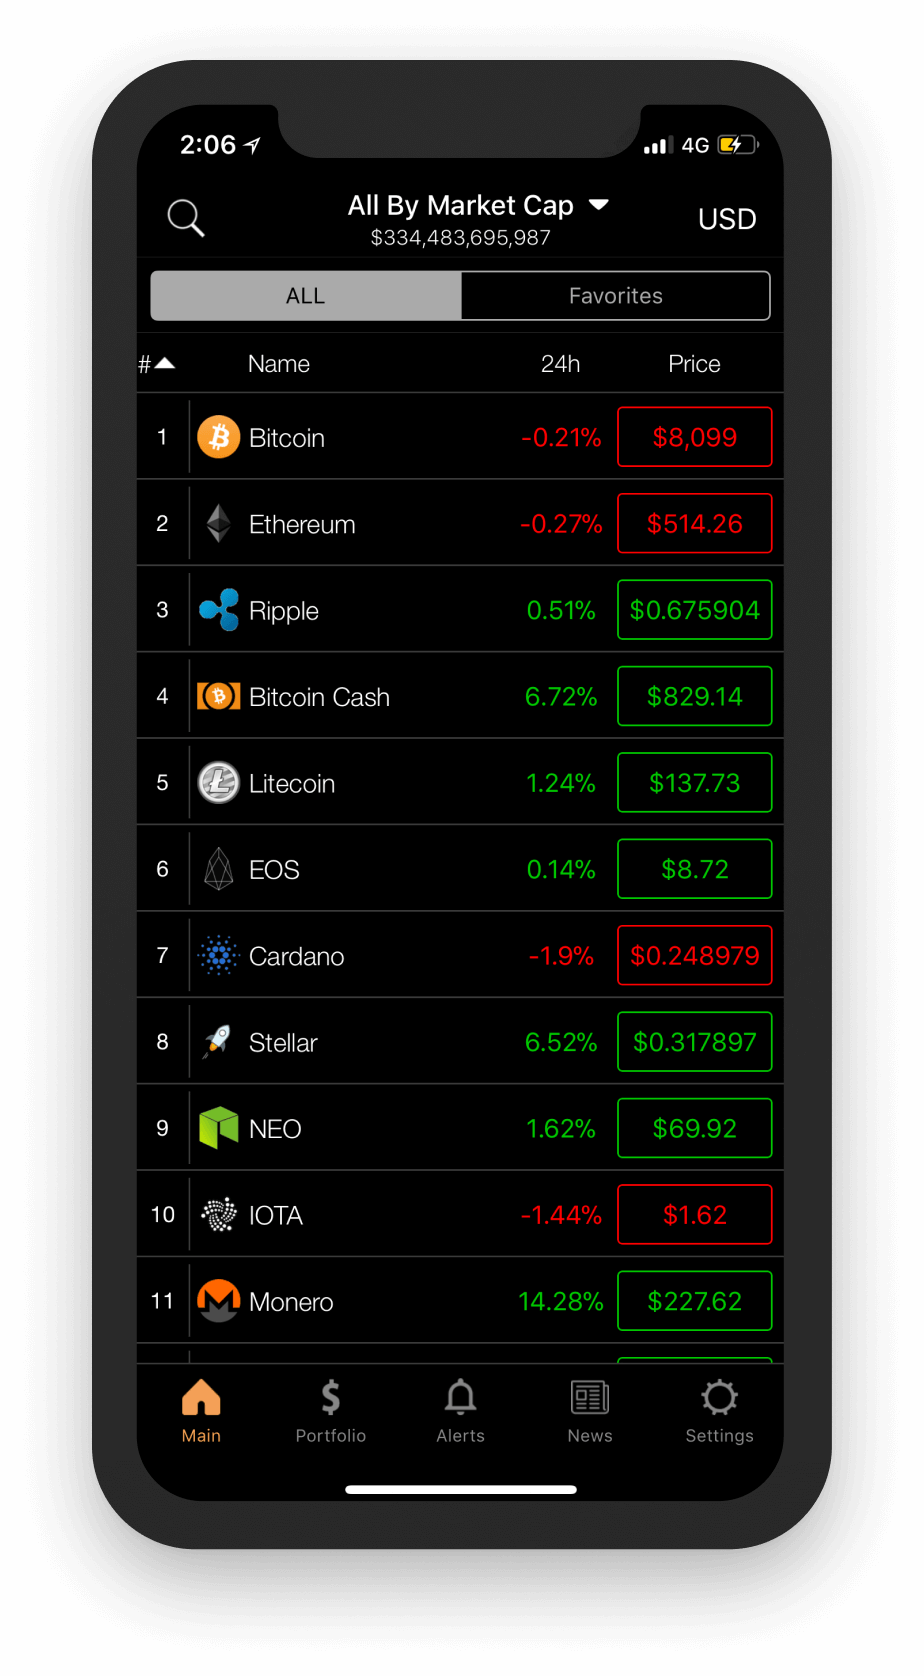 2:06 4G
All By Market Cap
$334,483,695,987
USD
ALL Favorites
# Name 24h Price
1 Bitcoin -0.21% $8,099
2 Ethereum -0.27% $514.26
3 Ripple 0.51% $0.675904
4 Bitcoin Cash 6.72% $829.14
5 Litecoin 1.24% $137.73
6 EOS 0.14% $8.72
7 Cardano -1.9% $0.248979
8 Stellar 6.52% $0.317897
9 NEO 1.62% $69.92
10 IOTA -1.44% $1.62
11 Monero 14.28% $227.62
Main Portfolio Alerts News Settings